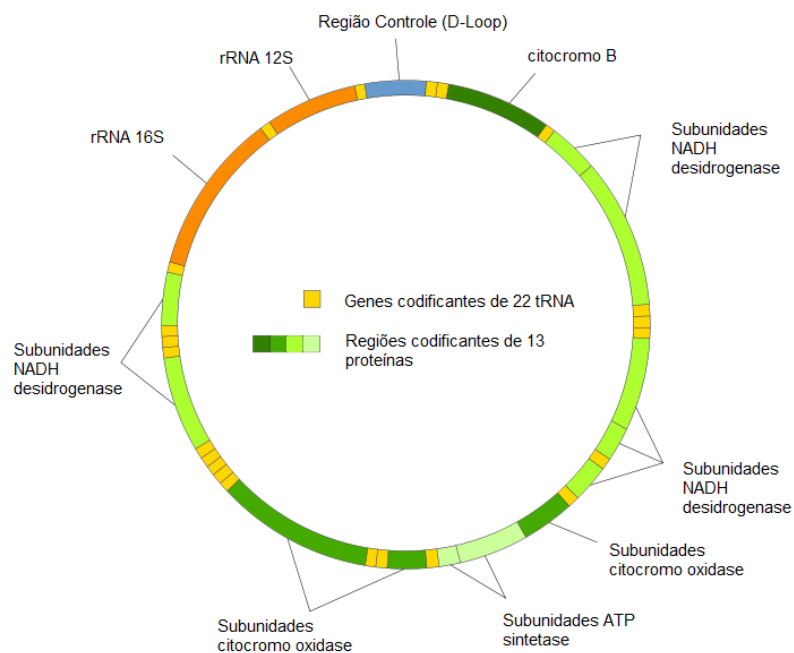 Região Controle (D-Loop)
rRNA 12S
citocromo B
rRNA 16S
Subunidades
NADH
desidrogenase
Genes codificantes de 22 tRNA
Regiões codificantes de 13
proteínas
Subunidades
NADH
desidrogenase
Subunidades
NADH
desidrogenase
Subunidades
citocromo oxidase
Subunidades ATP
sintetase
Subunidades
citocromo oxidase